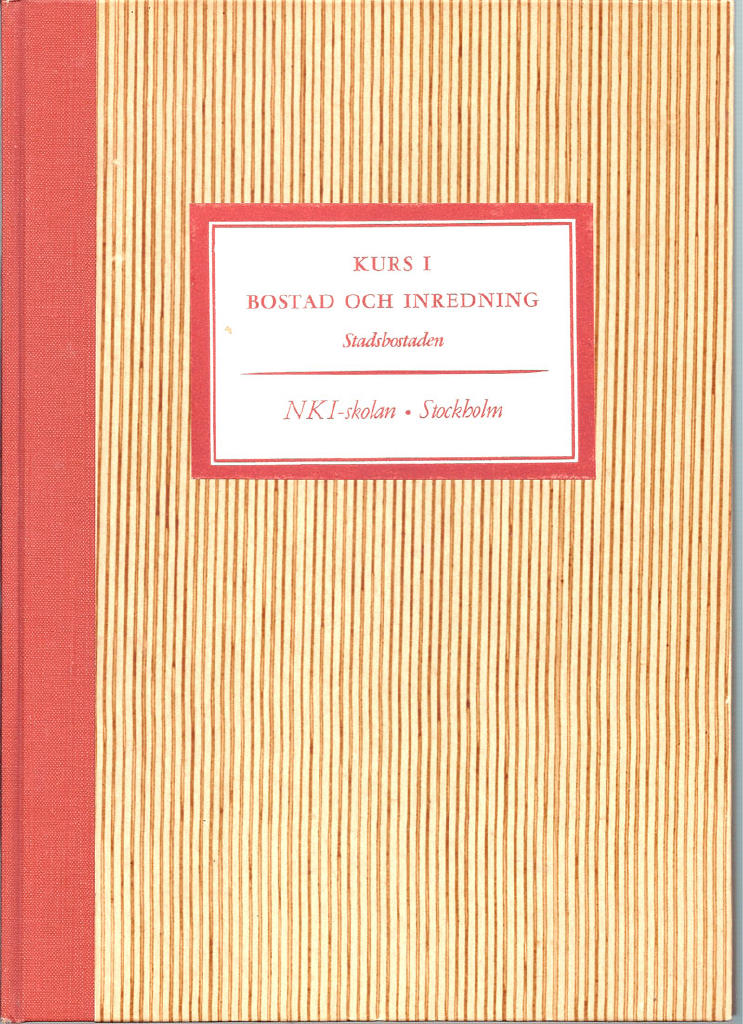 KURS I
BOSTAD OCH INREDNING
Stadsbostaden
NKI-skolan • Stockholm